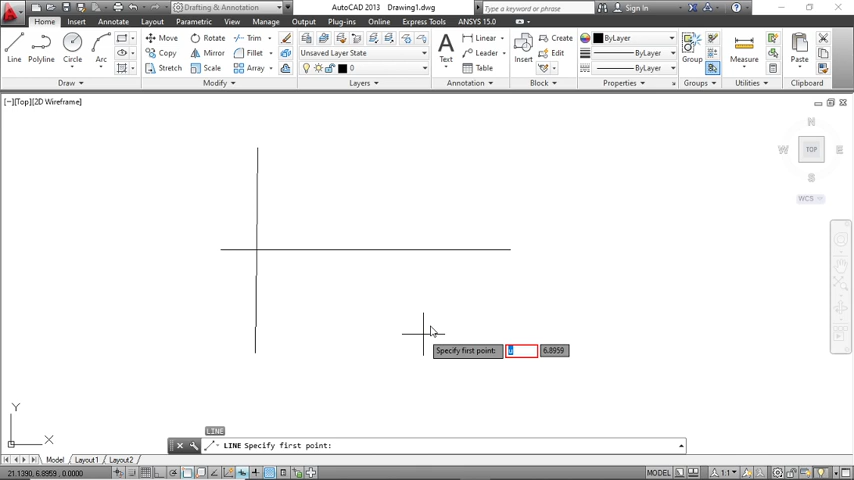 Drafting & Annotation
AutoCAD 2013 Drawing1.dwg
Type a keyword or phrase
Sign In
Home Insert Annotate Layout Parametric View Manage Output Plug-ins Online Express Tools ANSYS 15.0
Line Polyline Circle Arc
Move Rotate Trim
Copy Mirror Fillet
Stretch Scale Array
Unsaved Layer State
0
Text
Linear
Leader
Table
Insert
Create
Edit
ByLayer
ByLayer
ByLayer
Group
Measure
Paste
Draw Modify Layers Annotation Block Properties Groups Utilities Clipboard
[−][Top][2D Wireframe]
N
W TOP E
S
WCS
Specify first point: 6.8959
Y
X
LINE
LINE Specify first point:
Model Layout1 Layout2
21.1390, 6.8959, 0.0000
MODEL
1:1